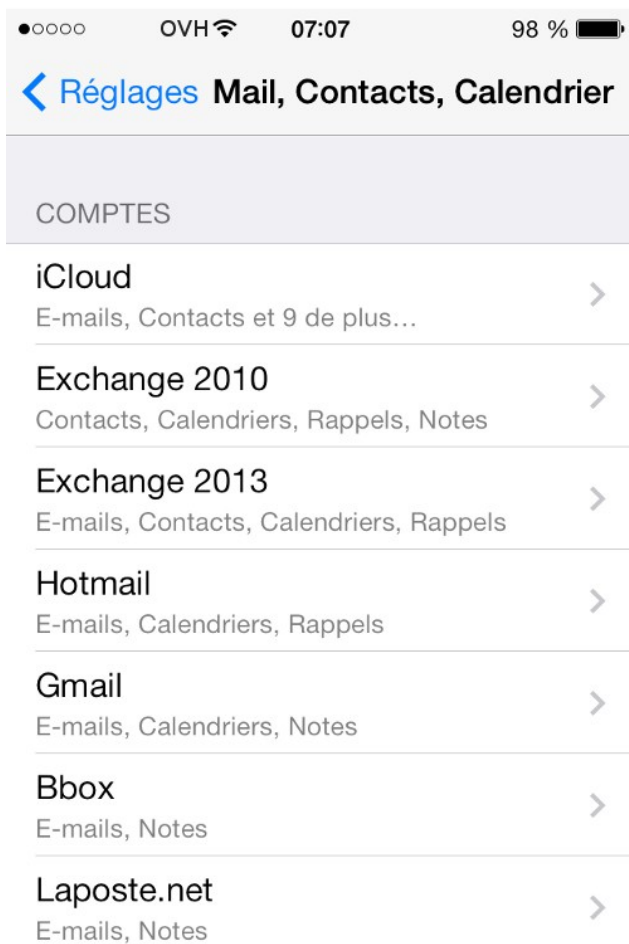 OVH 07:07 98 %
Réglages Mail, Contacts, Calendrier
COMPTES
iCloud
E-mails, Contacts et 9 de plus...
Exchange 2010
Contacts, Calendriers, Rappels, Notes
Exchange 2013
E-mails, Contacts, Calendriers, Rappels
Hotmail
E-mails, Calendriers, Rappels
Gmail
E-mails, Calendriers, Notes
Bbox
E-mails, Notes
Laposte.net
E-mails, Notes